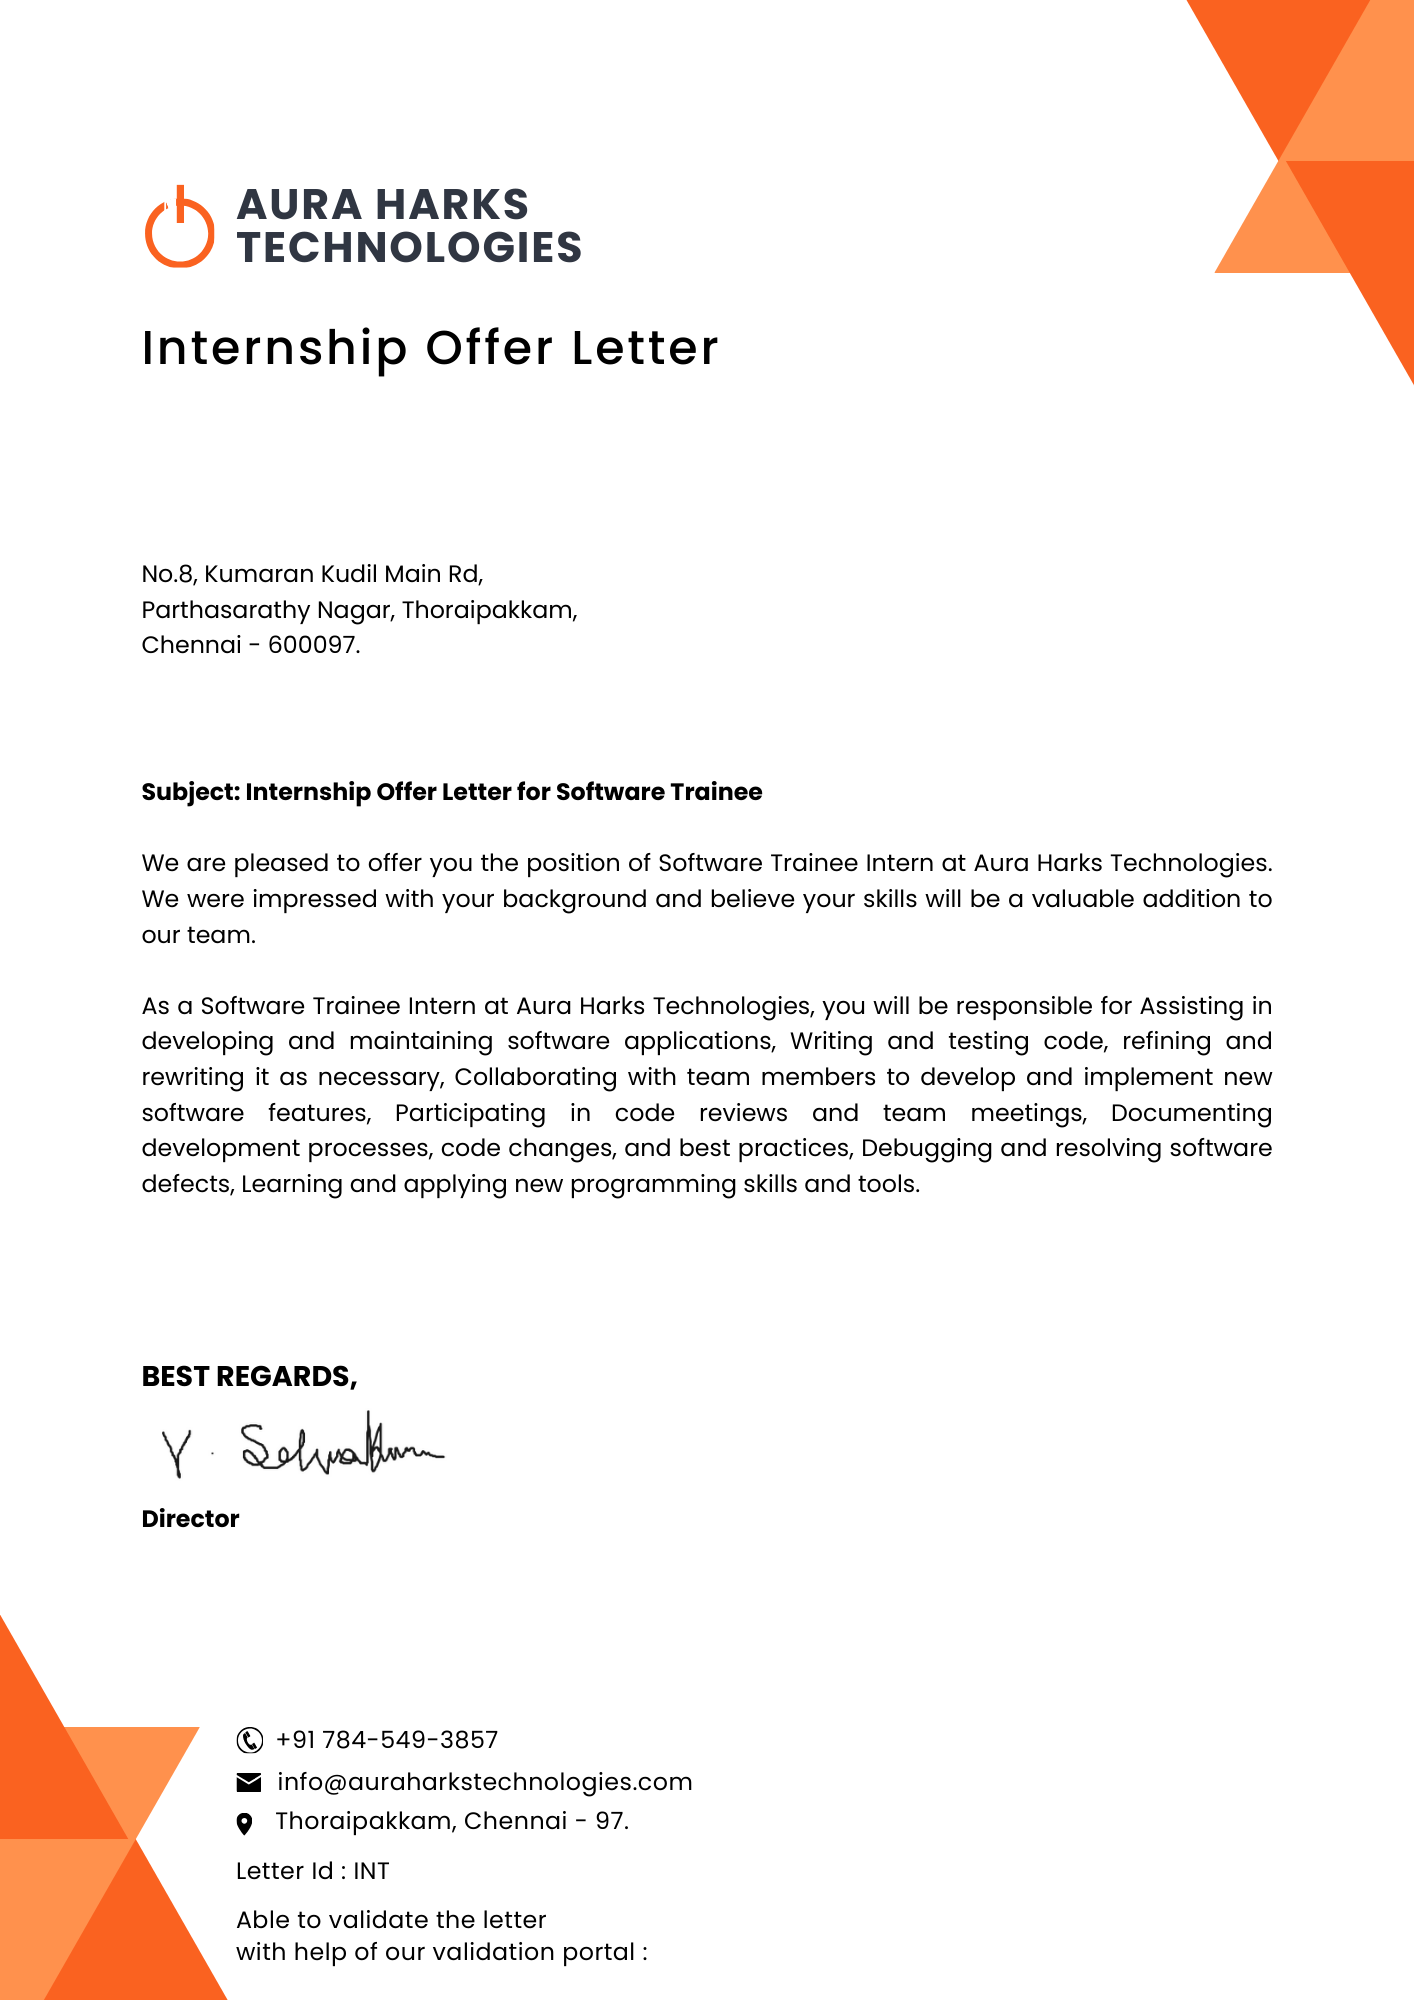 AURA HARKS
TECHNOLOGIES
Internship Offer Letter
No.8, Kumaran Kudil Main Rd,
Parthasarathy Nagar, Thoraipakkam,
Chennai - 600097.
Subject: Internship Offer Letter for Software Trainee
We are pleased to offer you the position of Software Trainee Intern at Aura Harks Technologies.
We were impressed with your background and believe your skills will be a valuable addition to
our team.
As a Software Trainee Intern at Aura Harks Technologies, you will be responsible for Assisting in
developing and maintaining software applications, Writing and testing code, refining and
rewriting it as necessary, Collaborating with team members to develop and implement new
software features, Participating in code reviews and team meetings, Documenting
development processes, code changes, and best practices, Debugging and resolving software
defects, Learning and applying new programming skills and tools.
BEST REGARDS,
Director
+91 784-549-3857
info@auraharkstechnologies.com
Thoraipakkam, Chennai - 97.
Letter Id : INT
Able to validate the letter
with help of our validation portal :